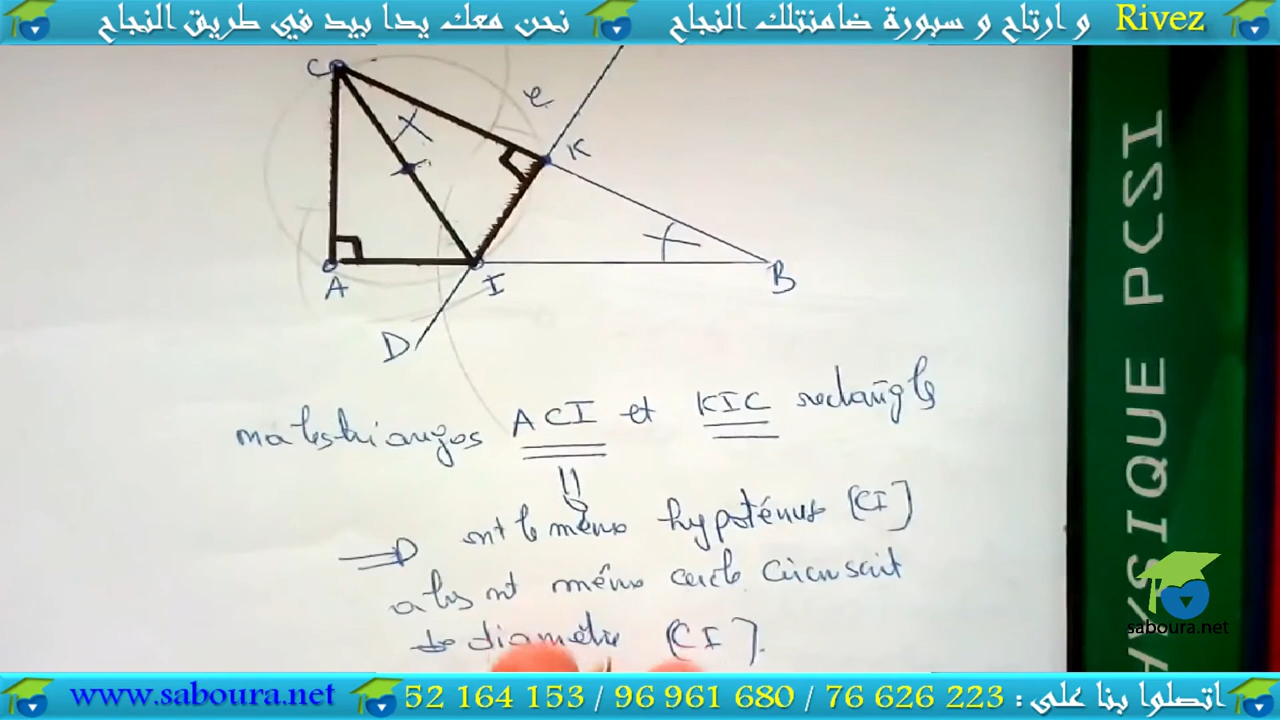 نحن معك يدا بيد في طريق النجاح
و ارتاح و سبورة ضامنتلك النجاح
Rivez
C
e
K
A
I
B
D
PHYSIQUE PCSI
triangles ACI et KIC rectangle
⇒ ont le même hypoténuse [CI]
alors ont même cercle circonscrit
de diamètre [CI].
saboura.net
www.saboura.net
52 164 153 / 96 961 680 / 76 626 223 : اتصلوا بنا على